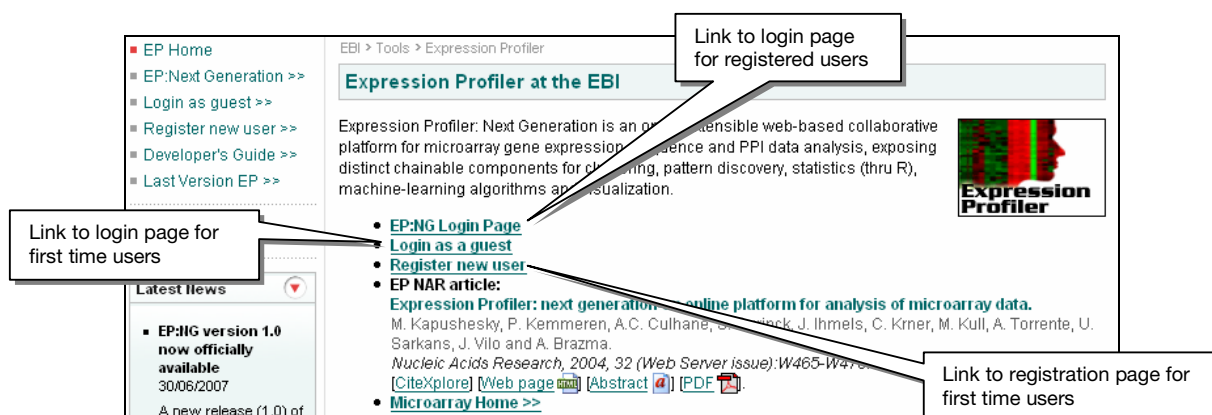 Link to login page
for registered users
EP Home
EP:Next Generation >>
Login as guest >>
Register new user >>
Developer's Guide >>
Last Version EP >>
EBI > Tools > Expression Profiler
Expression Profiler at the EBI
Expression Profiler: Next Generation is an extensible web-based collaborative
platform for microarray gene expression, sequence and PPI data analysis, exposing
distinct chainable components for clustering, pattern discovery, statistics (thru R),
machine-learning algorithms and visualization.
Expression
Profiler
Link to login page for
first time users
EP:NG Login Page
Login as a guest
Register new user
EP NAR article:
Expression Profiler: next generation online platform for analysis of microarray data.
M. Kapushesky, P. Kemmeren, A.C. Culhane, J. Ihmels, C. Krner, M. Kull, A. Torrente, U.
Sarkans, J. Vilo and A. Brazma.
Nucleic Acids Research, 2004, 32 (Web Server issue):W465-
[CiteXplore] [Web page] [Abstract] [PDF].
Microarray Home >>
Latest News
EP:NG version 1.0
now officially
available
30/06/2007
A new release (1.0) of
Link to registration page for
first time users